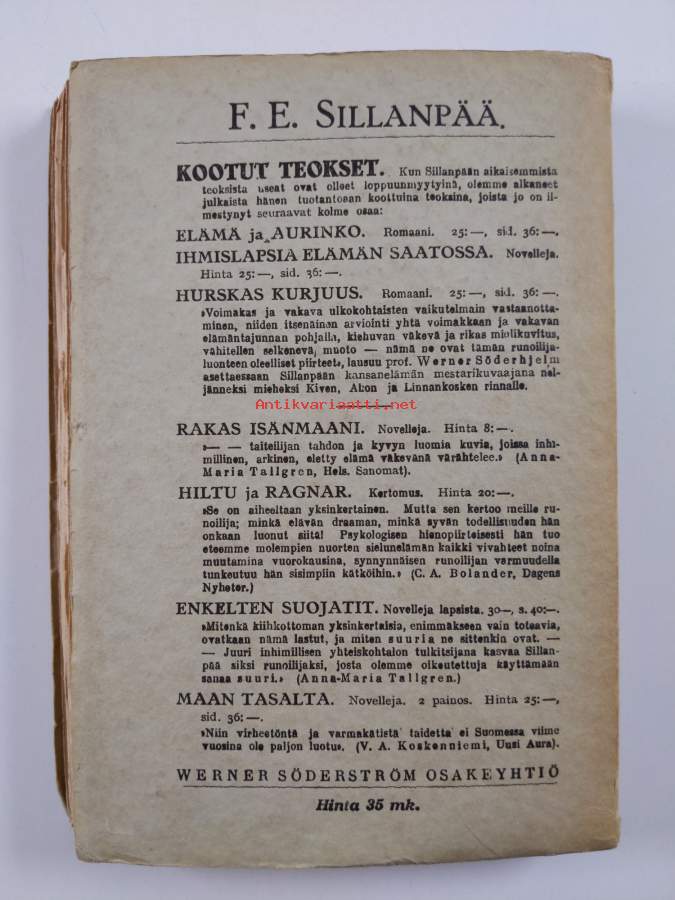 F. E. SILLANPÄÄ.
KOOTUT TEOKSET. Kun Sillanpään aikaisemmista
teoksista useat ovat olleet loppuunmyytyinä, olemme alkaneet
julkaista hänen tuotantoaan koottuina teoksina, joista jo on il-
mestynyt seuraavat kolme osaa:
ELÄMÄ ja AURINKO. Romaani. 25:—, sid. 36:—.
IHMISLAPSIA ELÄMÄN SAATOSSA. Novelleja.
Hinta 25:—, sid. 36:—.
HURSKAS KURJUUS. Romaani. 25:—, sid. 36:—.
»Voimakas ja vakava ulkokohtaisten vaikutelmain vastaanotta-
minen, niiden itsenäinen arviointi yhtä voimakkaan ja vakavan
elämäntajunnan pohjalla, kiehuvan väkevä ja rikas mielikuvitus,
vähitellen selkenevä muoto — nämä ne ovat tämän runoilija-
luonteen oleelliset piirteet», lausuu prof. Werner Söderhjelm
asettaessaan Sillanpään kansanelämän mestarikuvaajana nel-
jänneksi mieheksi Kiven, Ahon ja Linnankosken rinnalle.
Antikvariaatti.net
RAKAS ISÄNMAANI. Novelleja. Hinta 8:—.
»— — taiteilijan tahdon ja kyvyn luomia kuvia, joissa inhi-
millinen, arkinen, eletty elämä väkevänä värähtelee.» (Anna-
Maria Tallgren, Hels. Sanomat).
HILTU ja RAGNAR. Kertomus. Hinta 20:—.
»Se on aiheeltaan yksinkertainen. Mutta sen kertoo meille ru-
noilija; minkä elävän draaman, minkä syvän todellisuuden hän
onkaan luonut siitä! Psykologisen hienopiirteisesti hän tuo
eteemme molempien nuorten sielunelämän kaikki vivahteet noina
muutamina vuorokausina, synnynnäisen runoilijan varmuudella
tunkeutuu hän sisimpiin kätköihin.» (C. A. Bolander, Dagens
Nyheter.)
ENKELTEN SUOJATIT. Novelleja lapsista. 30—, s. 40:—.
»Mitenkä kiihkottoman yksinkertaisia, enimmäkseen vain toteavia,
ovatkaan nämä lastut, ja miten suuria ne sittenkin ovat. —
— Juuri inhimillisen yhteiskohtalon tulkitsijana kasvaa Sillan-
pää siksi runoilijaksi, josta olemme oikeutettuja käyttämään
sanaa suuri.» (Anna-Maria Tallgren.)
MAAN TASALTA. Novelleja. 2 painos. Hinta 25:—,
sid. 36:—.
»Niin virheetöntä ja varmakätistä taidetta ei Suomessa viime
vuosina ole paljon luotu». (V. A. Koskenniemi, Uusi Aura).
WERNER SÖDERSTRÖM OSAKEYHTIÖ
Hinta 35 mk.